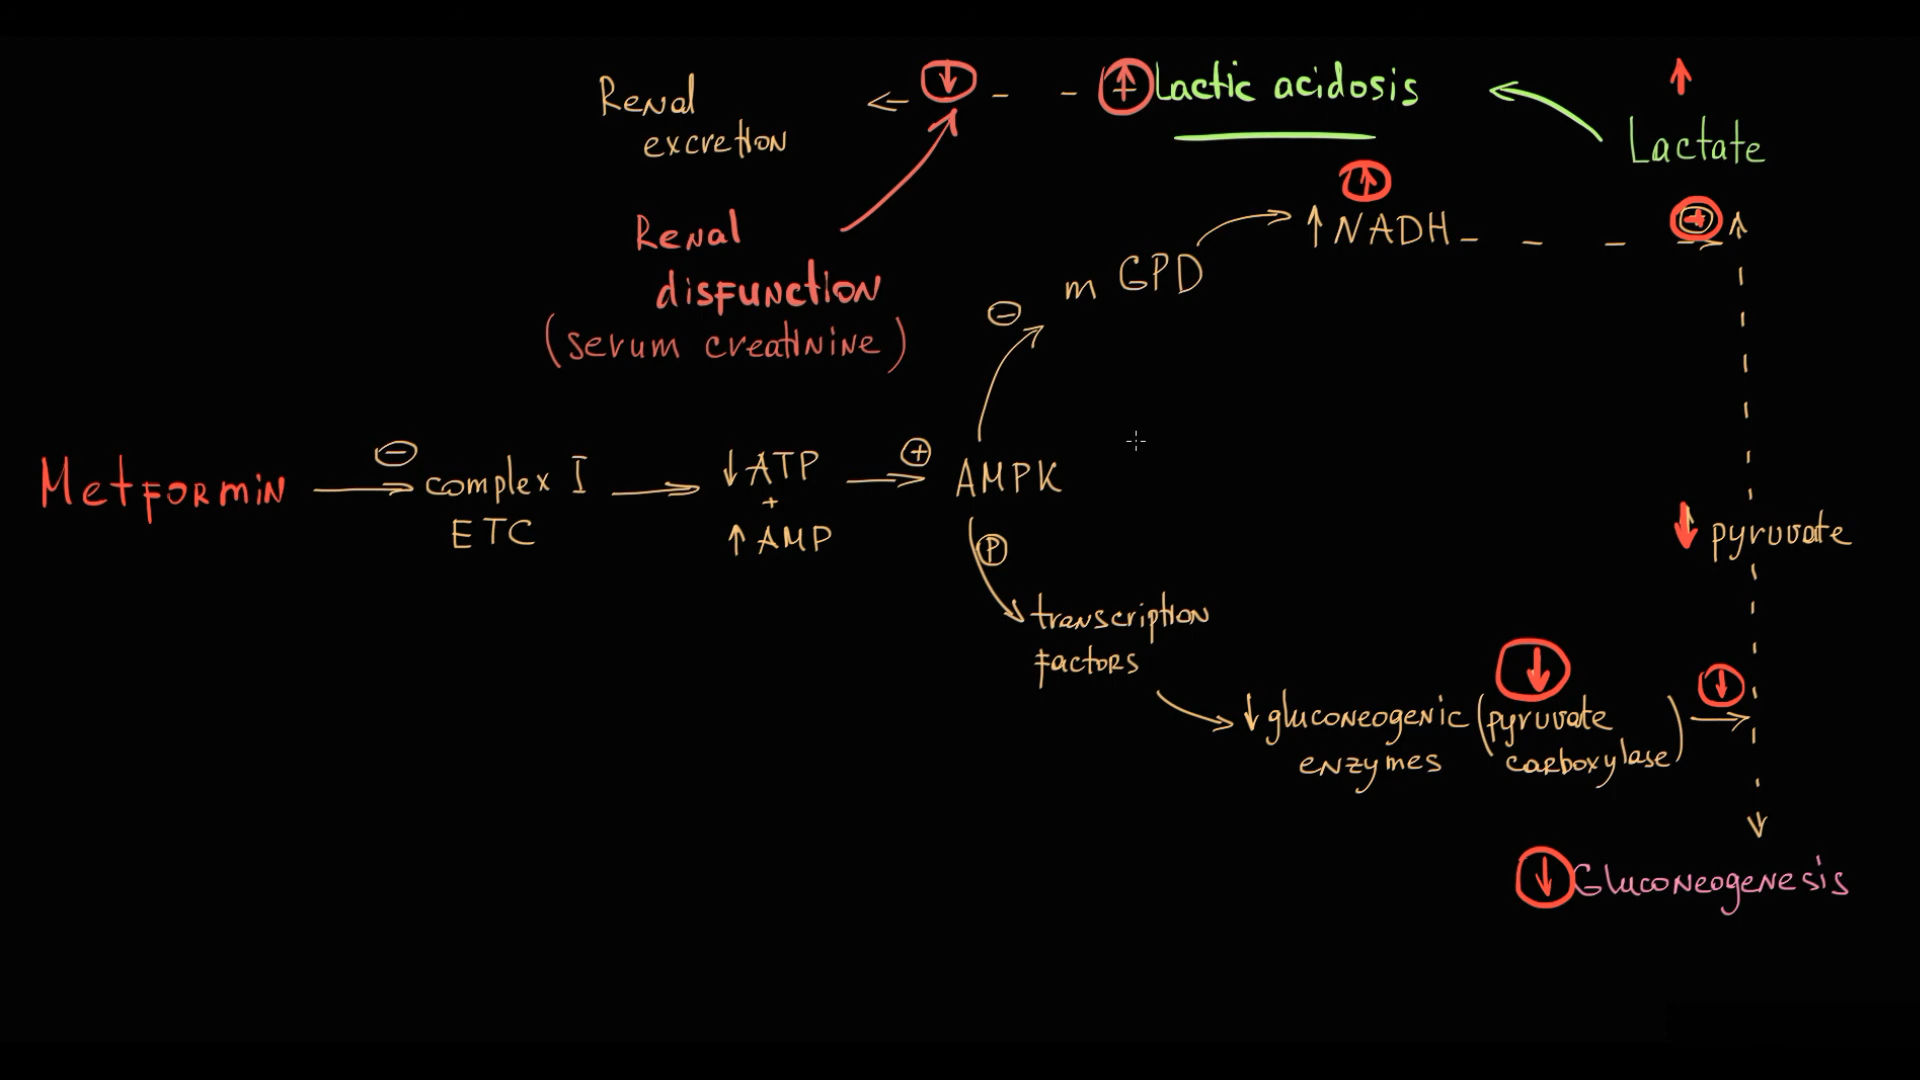 Renal
excretion
↓
↑ Lactic acidosis
↑
Lactate
Renal
disfunction
(serum creatinine)
↑
↑ NADH
+
m GPD
−
Metformin
−
complex I
ETC
↓ ATP
+
↑ AMP
+
AMPK
P
transcription
factors
↓ pyruvate
↓
↓ gluconeogenic (pyruvate
enzymes carboxylase)
↓
↓ Gluconeogenesis